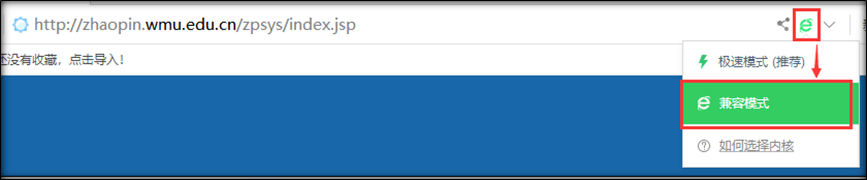 http://zhaopin.wmu.edu.cn/zpsys/index.jsp
还没有收藏，点击导入！
极速模式 (推荐)
兼容模式
如何选择内核